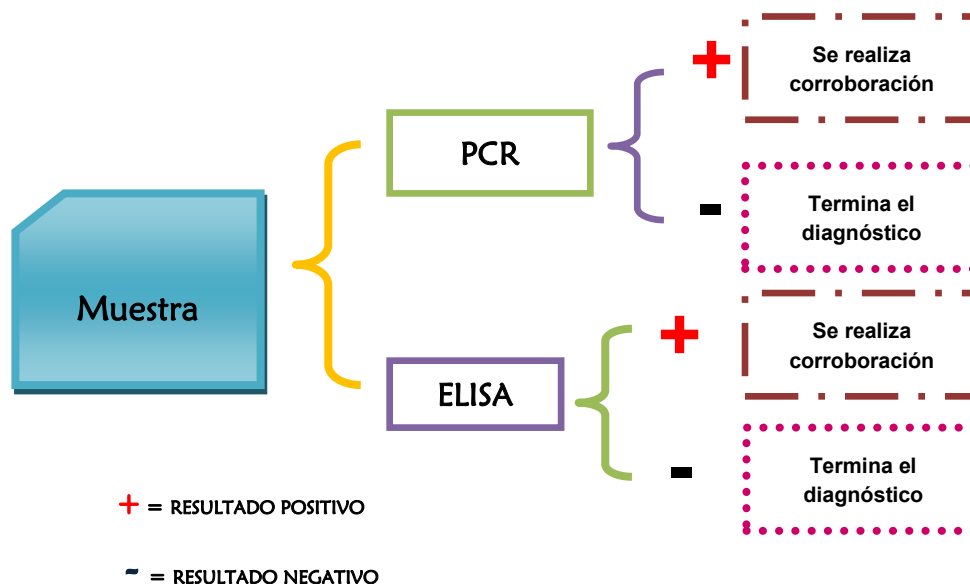 Muestra
PCR
+
Se realiza
corroboración
-
Termina el
diagnóstico
ELISA
+
Se realiza
corroboración
-
Termina el
diagnóstico
+ = RESULTADO POSITIVO
- = RESULTADO NEGATIVO